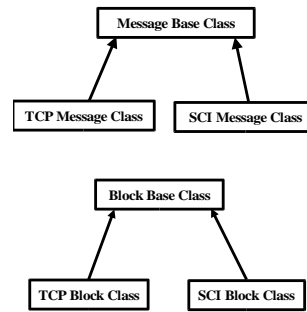 Message Base Class
TCP Message Class
SCI Message Class
Block Base Class
TCP Block Class
SCI Block Class